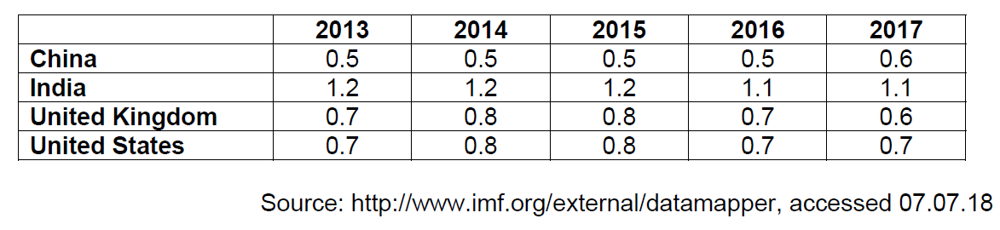 2013 2014 2015 2016 2017
China 0.5 0.5 0.5 0.5 0.6
India 1.2 1.2 1.2 1.1 1.1
United Kingdom 0.7 0.8 0.8 0.7 0.6
United States 0.7 0.8 0.8 0.7 0.7
Source: http://www.imf.org/external/datamapper, accessed 07.07.18